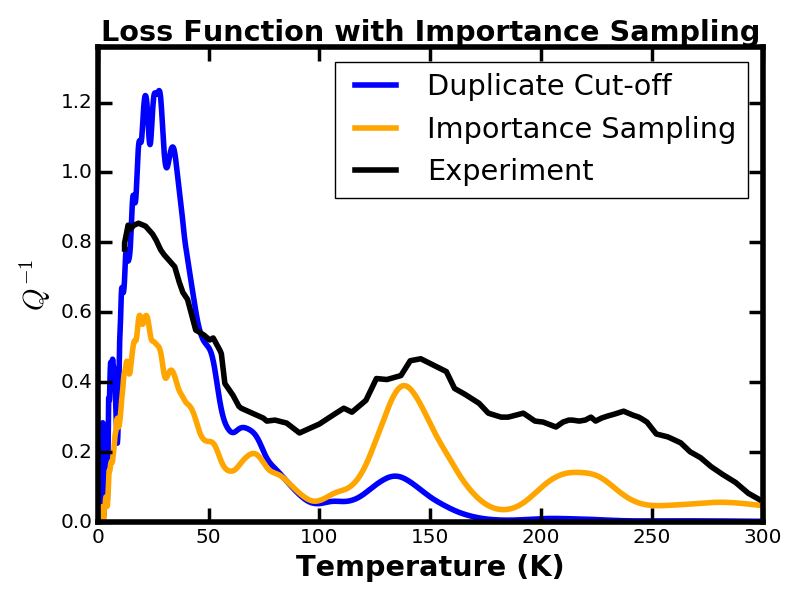 Loss Function with Importance Sampling
Duplicate Cut-off
Importance Sampling
Experiment
1.2
1.0
0.8
0.6
0.4
0.2
0.0
Q⁻¹
0 50 100 150 200 250 300
Temperature (K)